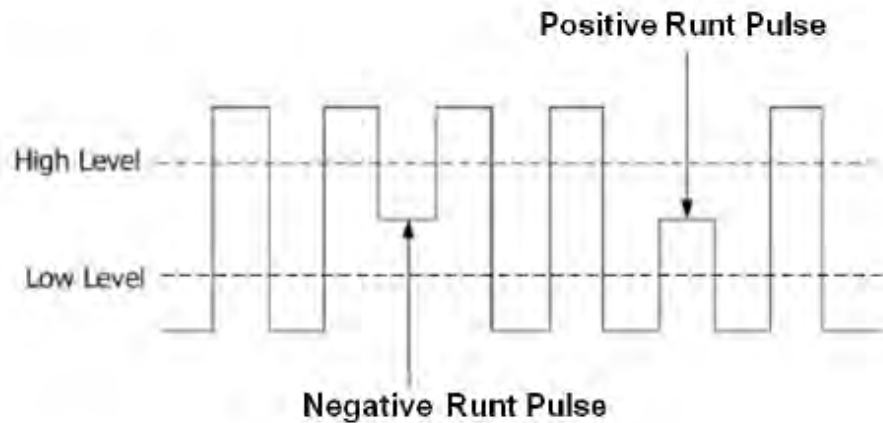 Positive Runt Pulse
High Level
Low Level
Negative Runt Pulse